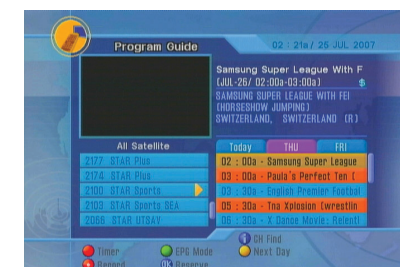 Program Guide
02 : 21a/ 25 JUL 2007
Samsung Super League With F
(JUL-26/ 02:00a-03:00a) $
SAMSUNG SUPER LEAGUE WITH FEI
(HORSESHOW JUMPING)
SWITZERLAND, SWITZERLAND (R)
All Satellite
Today THU FRI
2177 STAR Plus
2174 STAR Plus
2100 STAR Sports
2103 STAR Sports SEA
2066 STAR UTSAV
02 : 00a - Samsung Super League
03 : 00a - Paula's Perfect Ten (
03 : 30a - English Premier Footbal
05 : 30a - Tna Xplosion (wrestlin
06 : 30a - X Dance Movie: Relenti
Timer
EPG Mode
CH Find
Next Day
Record
OK Reserve